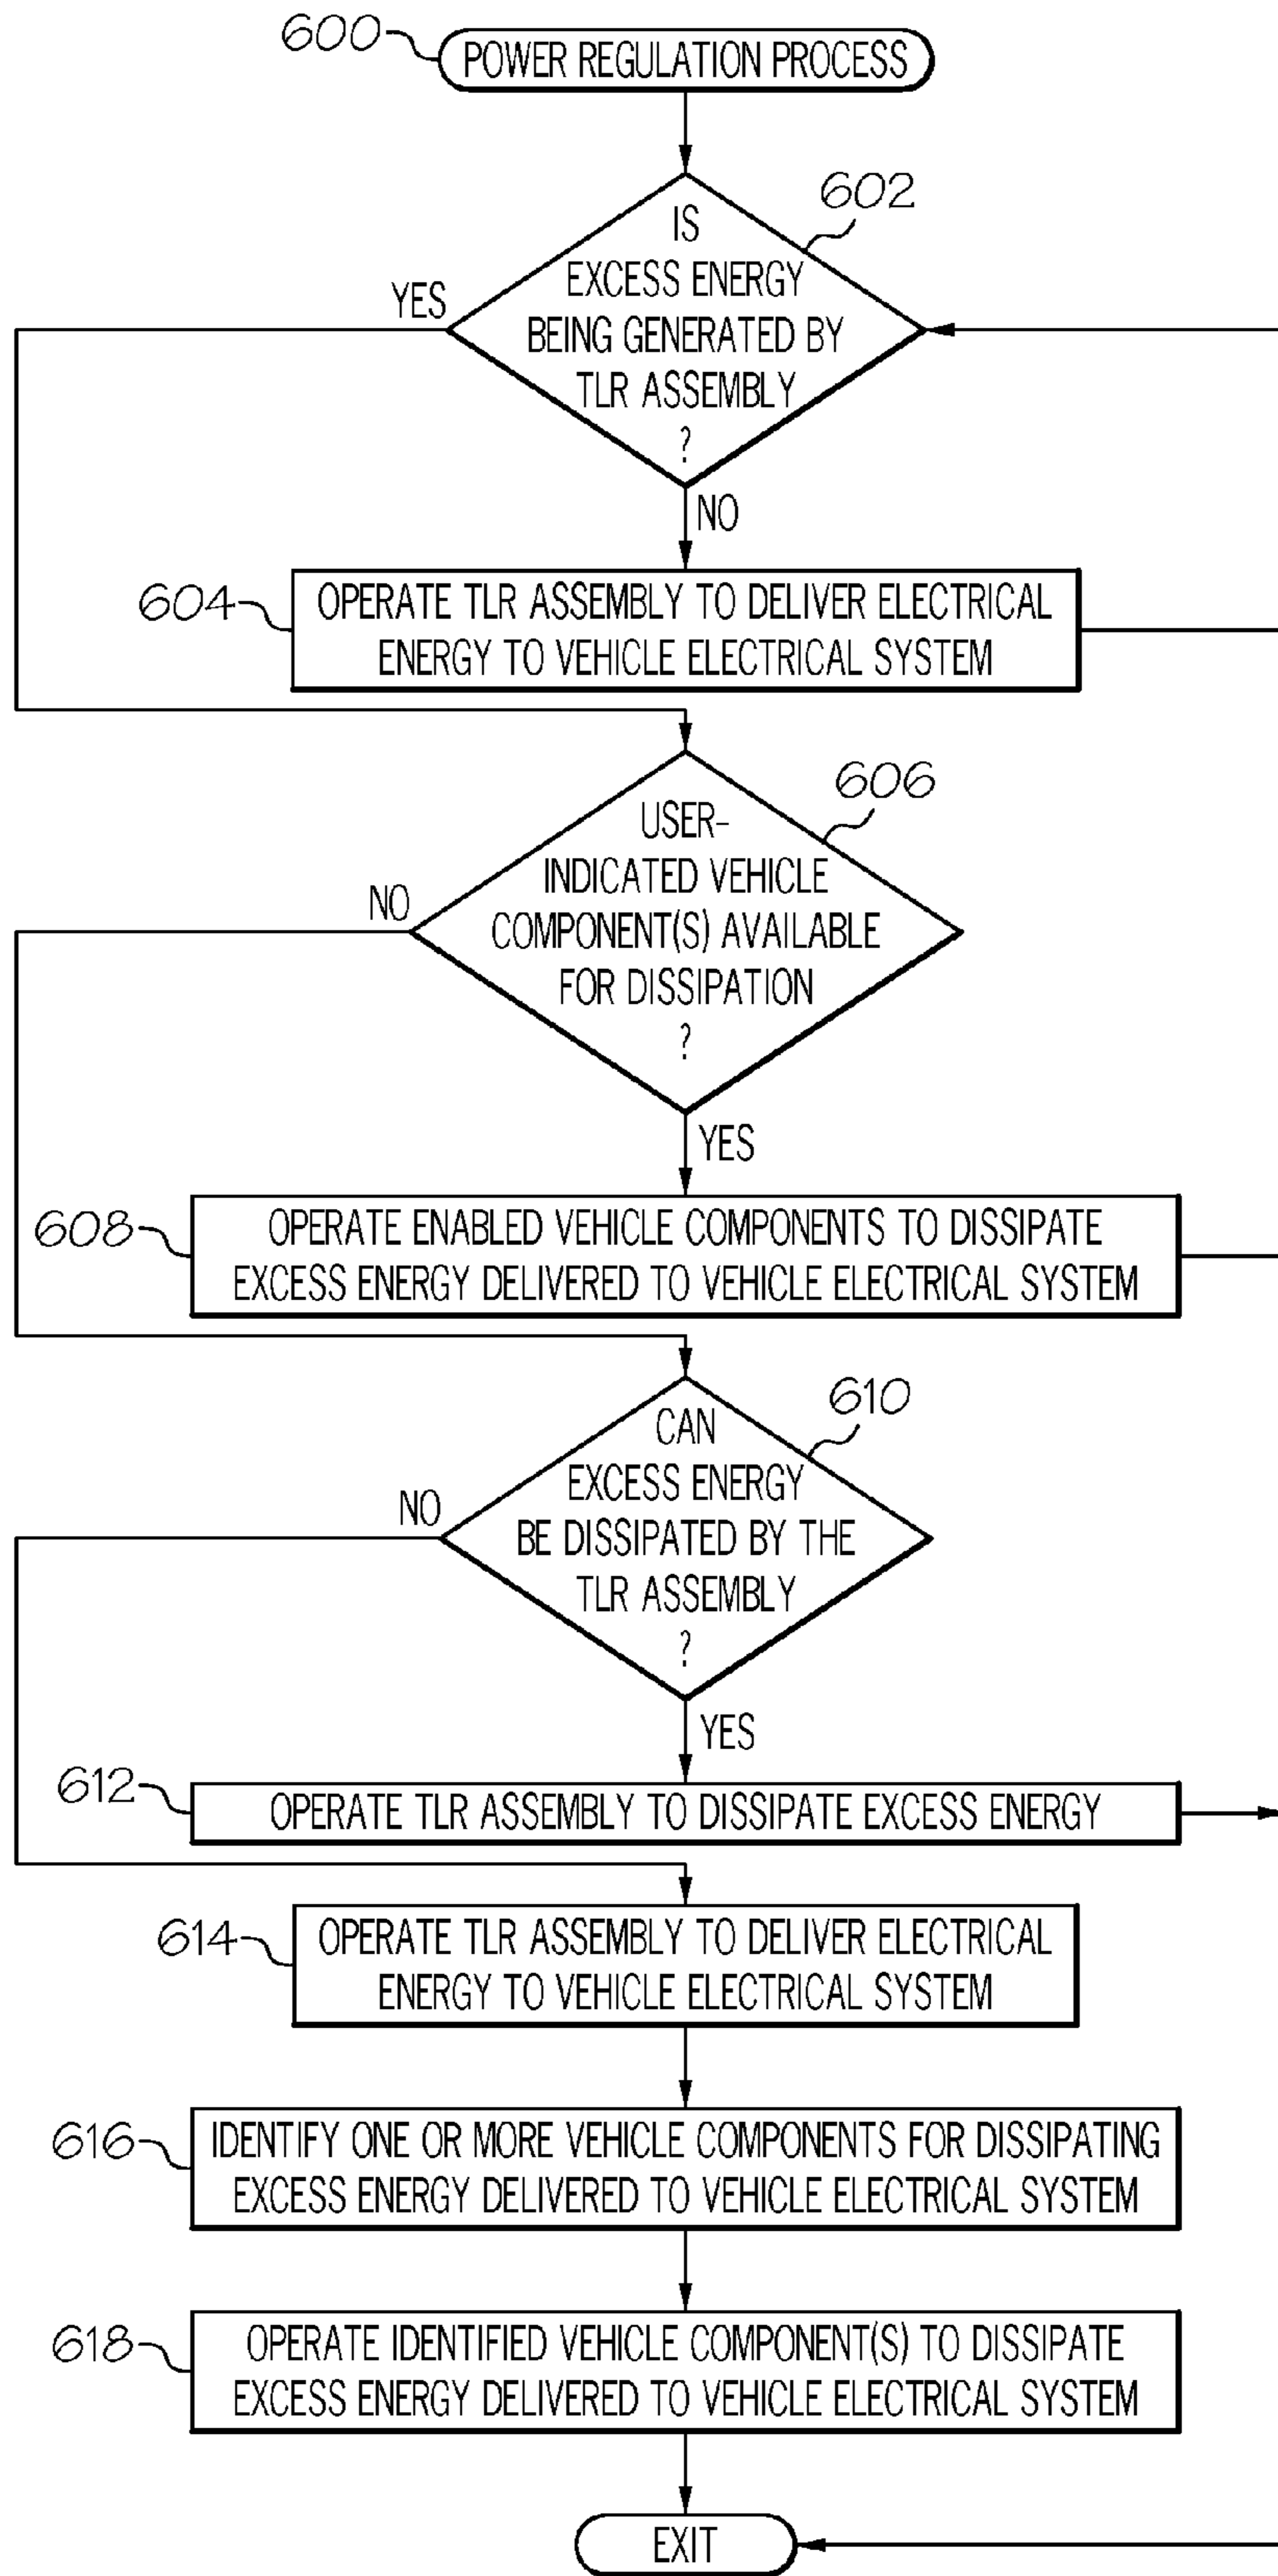 600
POWER REGULATION PROCESS
602
IS
EXCESS ENERGY
BEING GENERATED BY
TLR ASSEMBLY
?
YES
NO
604
OPERATE TLR ASSEMBLY TO DELIVER ELECTRICAL
ENERGY TO VEHICLE ELECTRICAL SYSTEM
606
USER-
INDICATED VEHICLE
COMPONENT(S) AVAILABLE
FOR DISSIPATION
?
NO
YES
608
OPERATE ENABLED VEHICLE COMPONENTS TO DISSIPATE
EXCESS ENERGY DELIVERED TO VEHICLE ELECTRICAL SYSTEM
610
CAN
EXCESS ENERGY
BE DISSIPATED BY THE
TLR ASSEMBLY
?
NO
YES
612
OPERATE TLR ASSEMBLY TO DISSIPATE EXCESS ENERGY
614
OPERATE TLR ASSEMBLY TO DELIVER ELECTRICAL
ENERGY TO VEHICLE ELECTRICAL SYSTEM
616
IDENTIFY ONE OR MORE VEHICLE COMPONENTS FOR DISSIPATING
EXCESS ENERGY DELIVERED TO VEHICLE ELECTRICAL SYSTEM
618
OPERATE IDENTIFIED VEHICLE COMPONENT(S) TO DISSIPATE
EXCESS ENERGY DELIVERED TO VEHICLE ELECTRICAL SYSTEM
EXIT